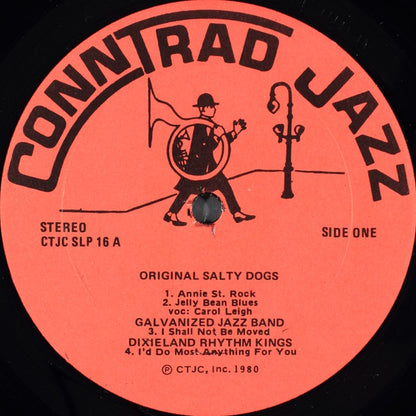 CONNTRAD JAZZ
STEREO
CTJC SLP 16 A
SIDE ONE
ORIGINAL SALTY DOGS
1. Annie St. Rock
2. Jelly Bean Blues
voc: Carol Leigh
GALVANIZED JAZZ BAND
3. I Shall Not Be Moved
DIXIELAND RHYTHM KINGS
4. I'd Do Most Anything For You
℗ CTJC, Inc. 1980